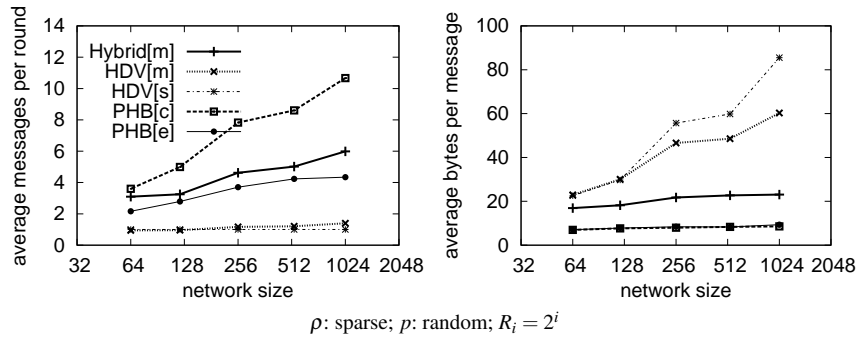 average messages per round
14
12
10
8
6
4
2
0
Hybrid[m]
HDV[m]
HDV[s]
PHB[c]
PHB[e]
32 64 128 256 512 1024 2048
network size
average bytes per message
100
80
60
40
20
0
32 64 128 256 512 1024 2048
network size
ρ: sparse; p: random; Rᵢ = 2ⁱ